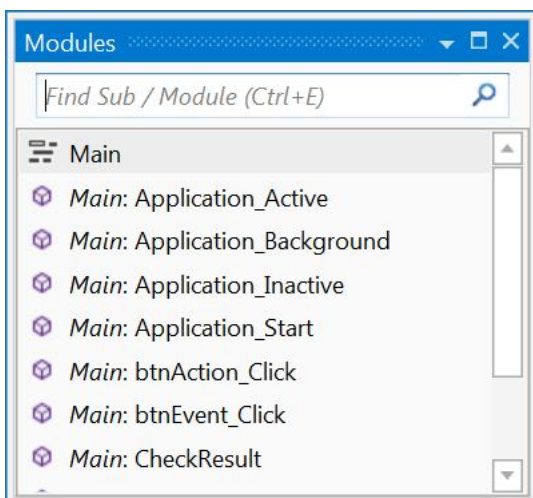 Modules
Find Sub / Module (Ctrl+E)
Main
Main: Application_Active
Main: Application_Background
Main: Application_Inactive
Main: Application_Start
Main: btnAction_Click
Main: btnEvent_Click
Main: CheckResult